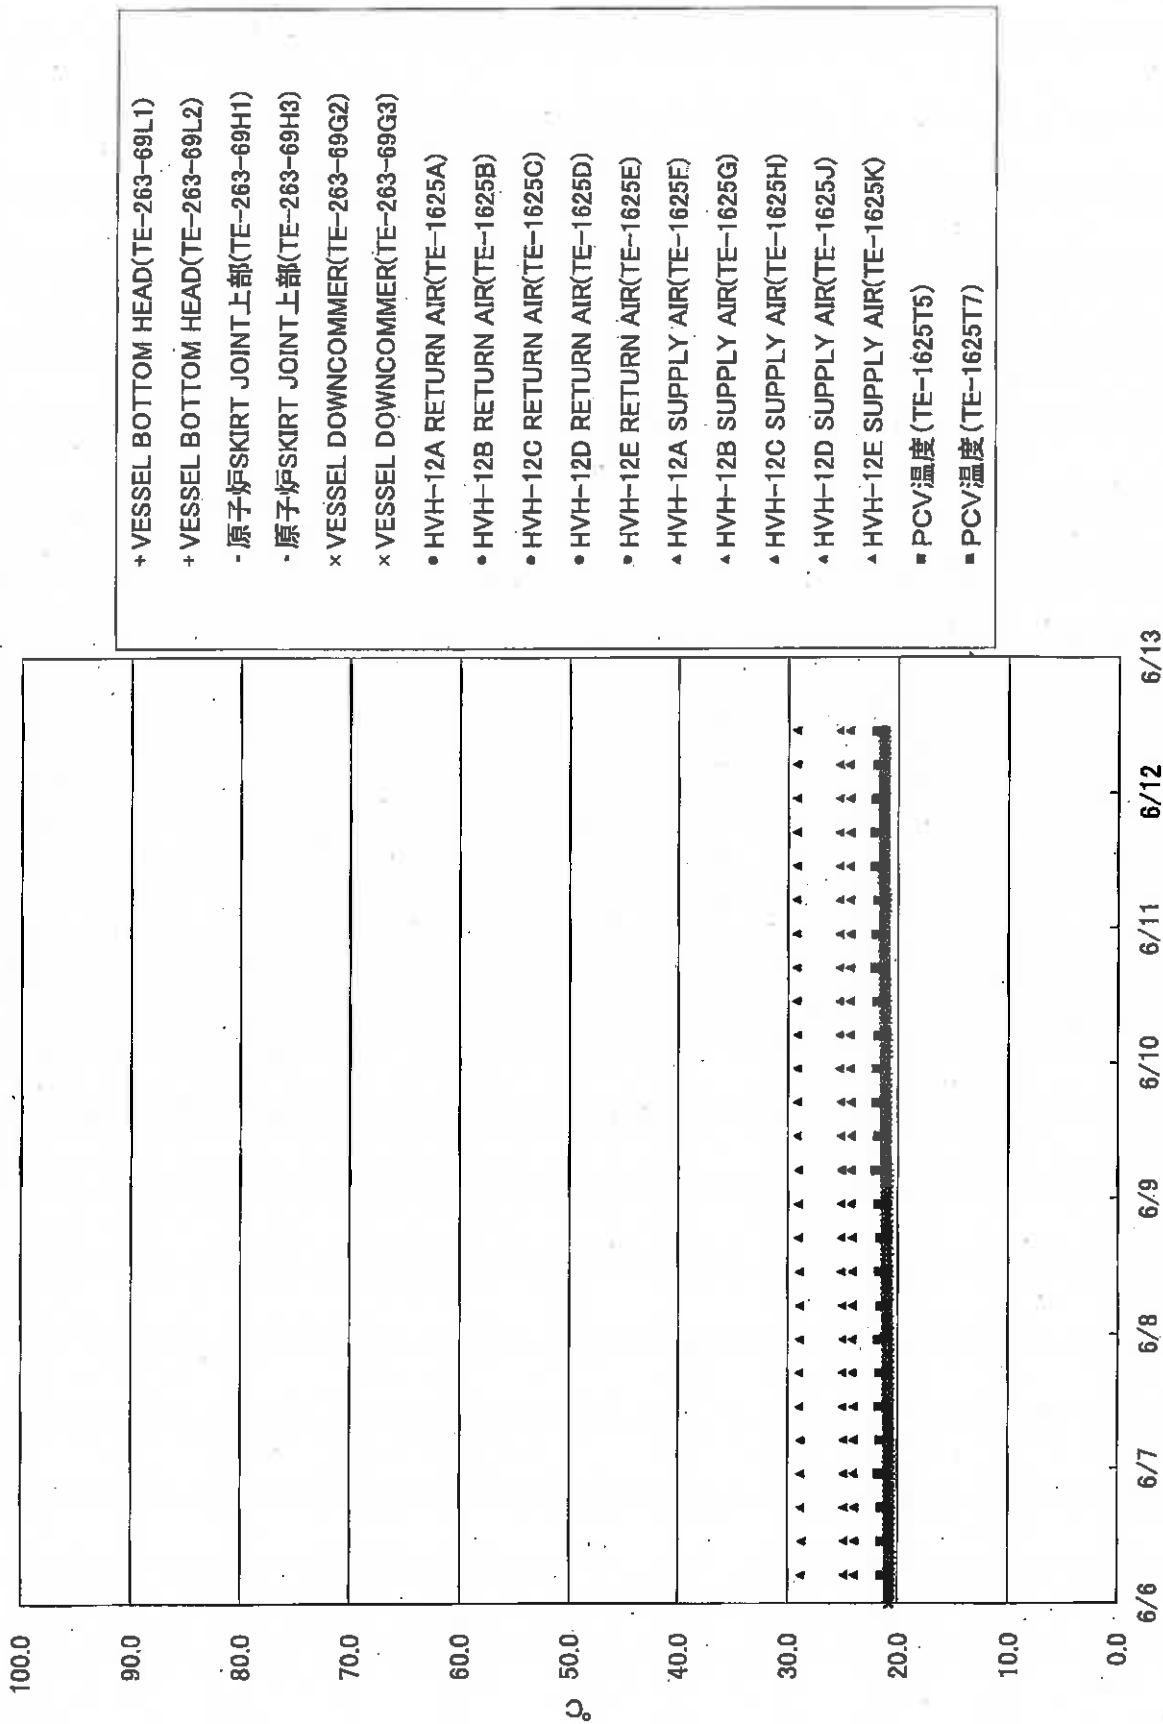 100.0
90.0
80.0
70.0
60.0
50.0
40.0
30.0
20.0
10.0
0.0
℃
6/6
6/7
6/8
6/9
6/10
6/11
6/12
6/13
+ VESSEL BOTTOM HEAD(TE-263-69L1)
+ VESSEL BOTTOM HEAD(TE-263-69L2)
- 原子炉SKIRT JOINT上部(TE-263-69H1)
- 原子炉SKIRT JOINT上部(TE-263-69H3)
× VESSEL DOWNCOMMER(TE-263-69G2)
× VESSEL DOWNCOMMER(TE-263-69G3)
● HVH-12A RETURN AIR(TE-1625A)
● HVH-12B RETURN AIR(TE-1625B)
● HVH-12C RETURN AIR(TE-1625C)
● HVH-12D RETURN AIR(TE-1625D)
● HVH-12E RETURN AIR(TE-1625E)
▲ HVH-12A SUPPLY AIR(TE-1625F)
▲ HVH-12B SUPPLY AIR(TE-1625G)
▲ HVH-12C SUPPLY AIR(TE-1625H)
▲ HVH-12D SUPPLY AIR(TE-1625J)
▲ HVH-12E SUPPLY AIR(TE-1625K)
■ PCV温度(TE-1625T5)
■ PCV温度(TE-1625T7)